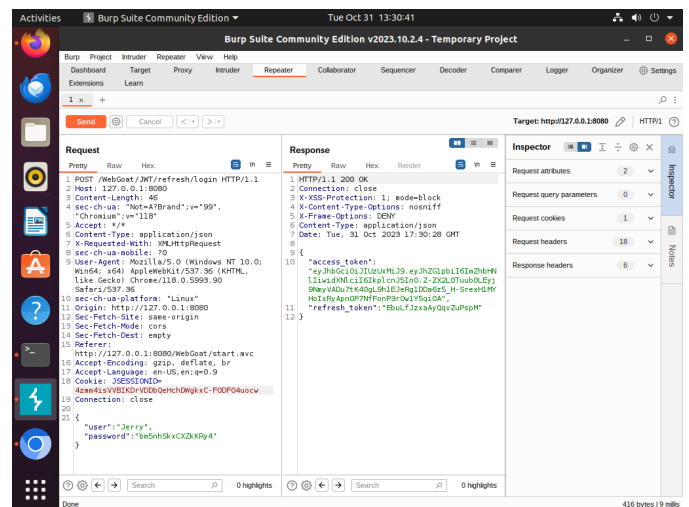 Activities Burp Suite Community Edition Tue Oct 31 13:30:41
Burp Suite Community Edition v2023.10.2.4 - Temporary Project
Burp Project Intruder Repeater View Help
Dashboard Target Proxy Intruder Repeater Collaborator Sequencer Decoder Comparer Logger Organizer Settings
Extensions Learn
1 × +
Send Cancel < > Target: http://127.0.0.1:8080 HTTP/1
Request
Pretty Raw Hex
1 POST /WebGoat/JWT/refresh/login HTTP/1.1
2 Host: 127.0.0.1:8080
3 Content-Length: 46
4 sec-ch-ua: "Not=A?Brand";v="99",
"Chromium";v="118"
5 Accept: */*
6 Content-Type: application/json
7 X-Requested-With: XMLHttpRequest
8 sec-ch-ua-mobile: ?0
9 User-Agent: Mozilla/5.0 (Windows NT 10.0;
Win64; x64) AppleWebKit/537.36 (KHTML,
like Gecko) Chrome/118.0.5993.90
Safari/537.36
10 sec-ch-ua-platform: "Linux"
11 Origin: http://127.0.0.1:8080
12 Sec-Fetch-Site: same-origin
13 Sec-Fetch-Mode: cors
14 Sec-Fetch-Dest: empty
15 Referer:
http://127.0.0.1:8080/WebGoat/start.mvc
16 Accept-Encoding: gzip, deflate, br
17 Accept-Language: en-US,en;q=0.9
18 Cookie: JSESSIONID=
19 Connection: close
20
21 {
"user":"Jerry",
"password":"bm5nhSkxCXZkKRy4"
}
Search 0 highlights
Response
Pretty Raw Hex Render
1 HTTP/1.1 200 OK
2 Connection: close
3 X-XSS-Protection: 1; mode=block
4 X-Content-Type-Options: nosniff
5 X-Frame-Options: DENY
6 Content-Type: application/json
7 Date: Tue, 31 Oct 2023 17:30:28 GMT
8
9 {
10 "access_token":
11 "refresh_token":"EbuLfJzxaAyQqvZuPspM"
12 }
Search 0 highlights
Inspector
Request attributes 2
Request query parameters 0
Request cookies 1
Request headers 18
Response headers 6
Inspector
Notes
Done 416 bytes | 9 millis